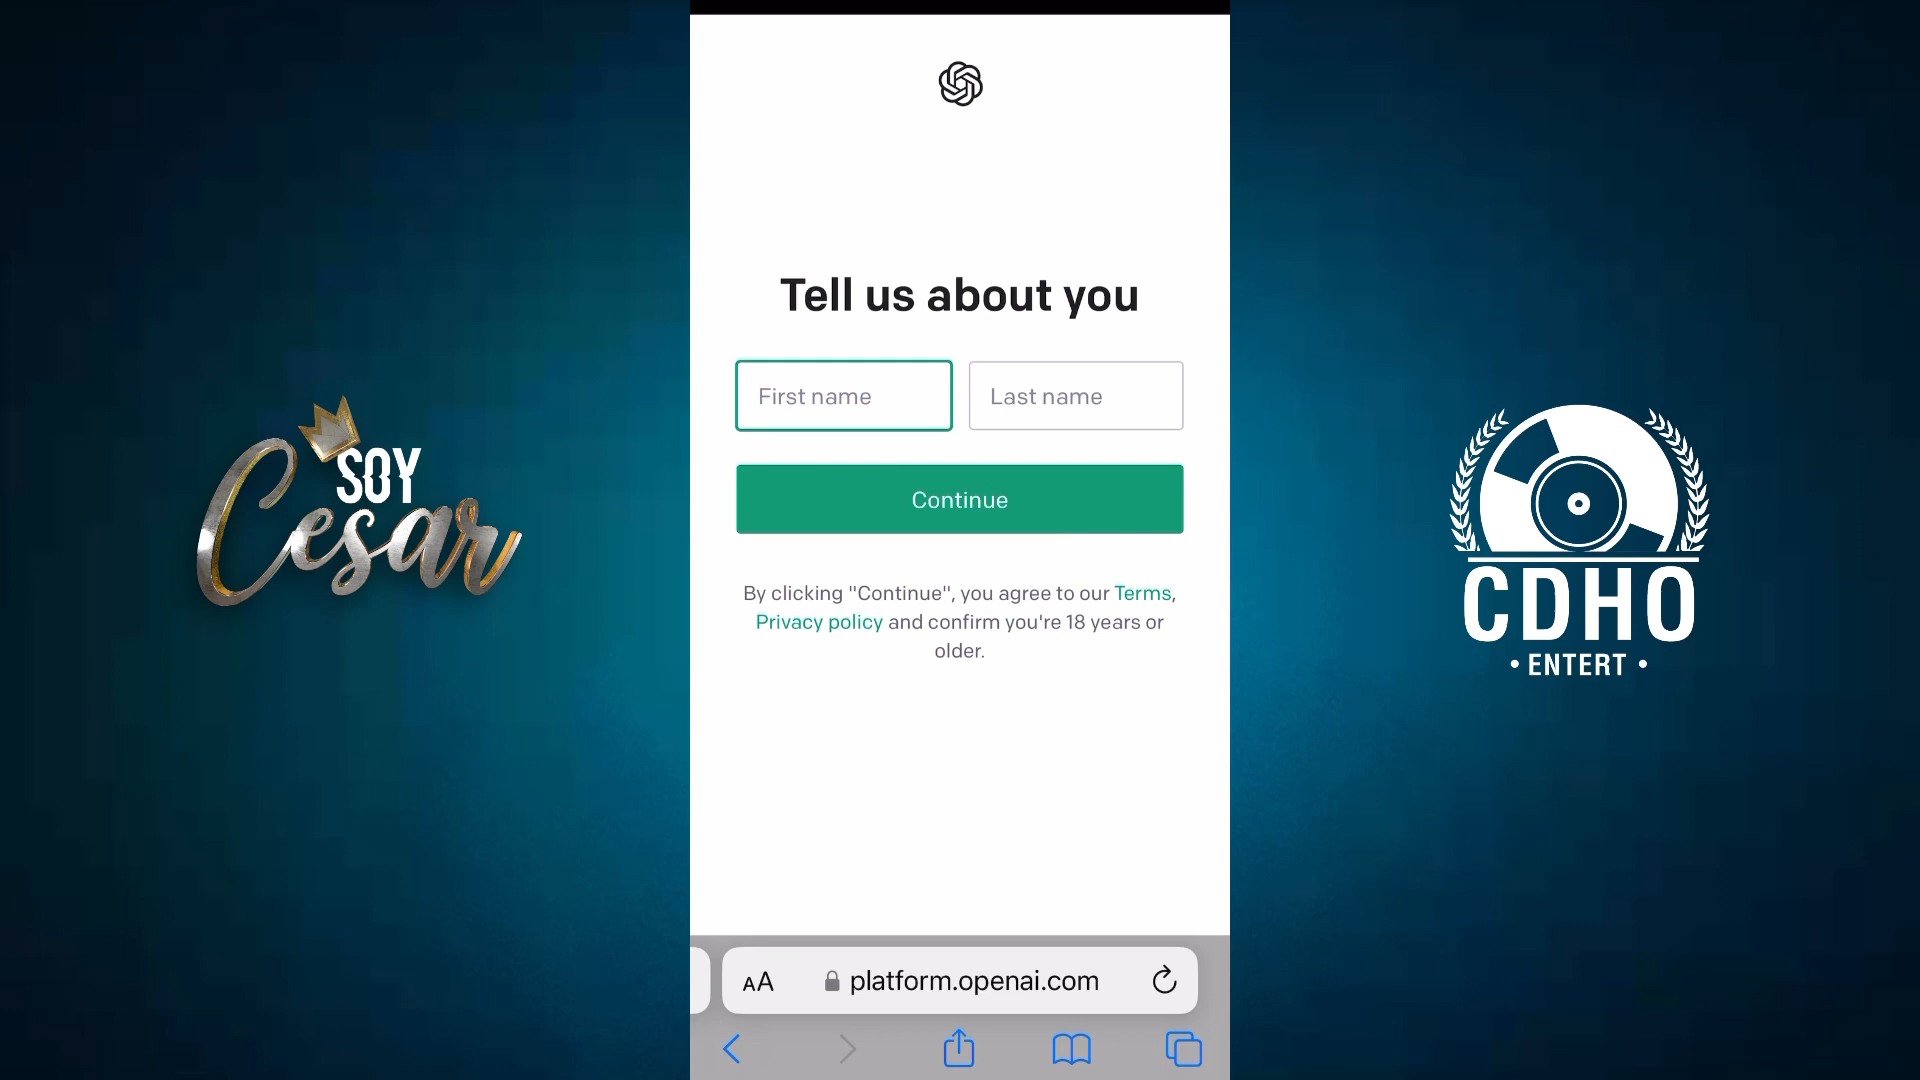 SOY
Cesar
Tell us about you
First name
Last name
Continue
By clicking "Continue", you agree to our Terms,
Privacy policy and confirm you're 18 years or
older.
AA
platform.openai.com
CDHO
• ENTERT •